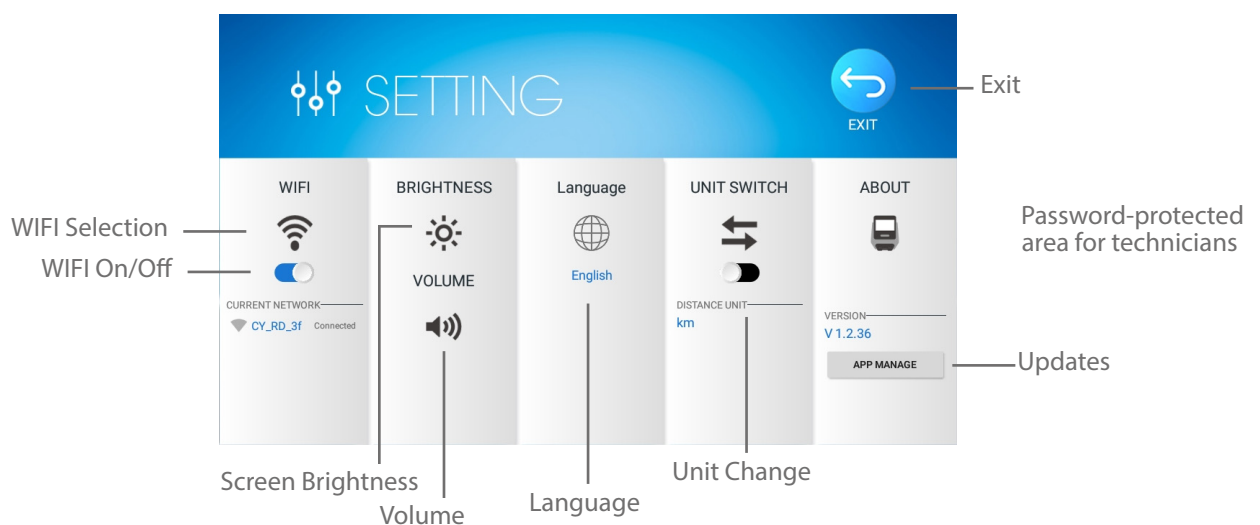 SETTING
EXIT
Exit
WIFI
BRIGHTNESS
Language
UNIT SWITCH
ABOUT
WIFI Selection
WIFI On/Off
Password-protected
area for technicians
VOLUME
English
CURRENT NETWORK
CY_RD_3f Connected
DISTANCE UNIT
km
VERSION
V 1.2.36
APP MANAGE
Updates
Screen Brightness
Volume
Language
Unit Change